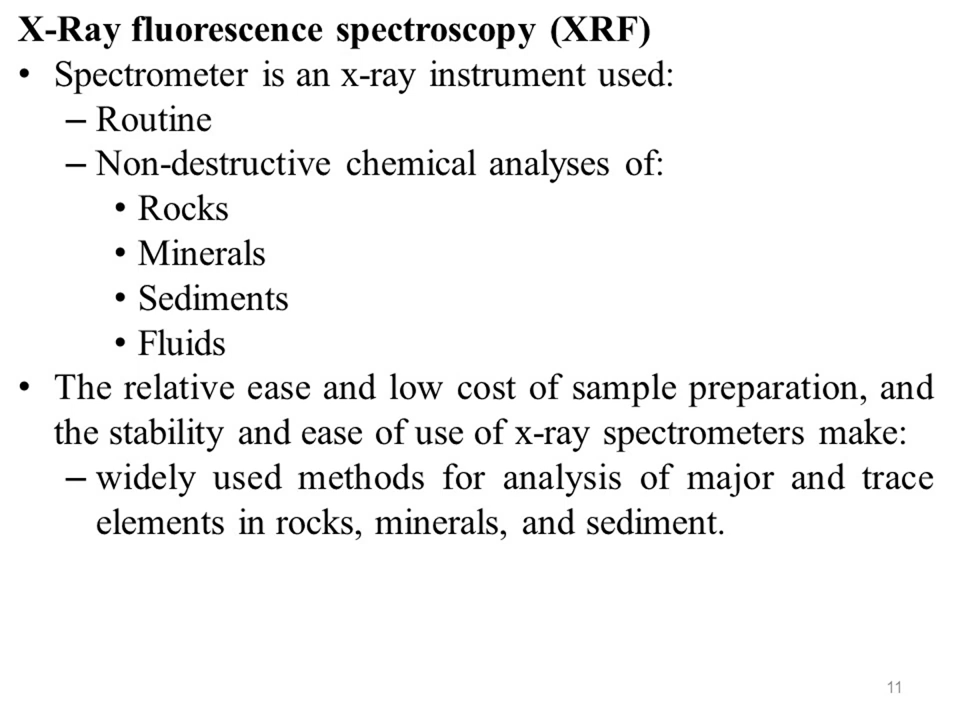 X-Ray fluorescence spectroscopy (XRF)
• Spectrometer is an x-ray instrument used:
– Routine
– Non-destructive chemical analyses of:
• Rocks
• Minerals
• Sediments
• Fluids
• The relative ease and low cost of sample preparation, and
the stability and ease of use of x-ray spectrometers make:
– widely used methods for analysis of major and trace
elements in rocks, minerals, and sediment.
11